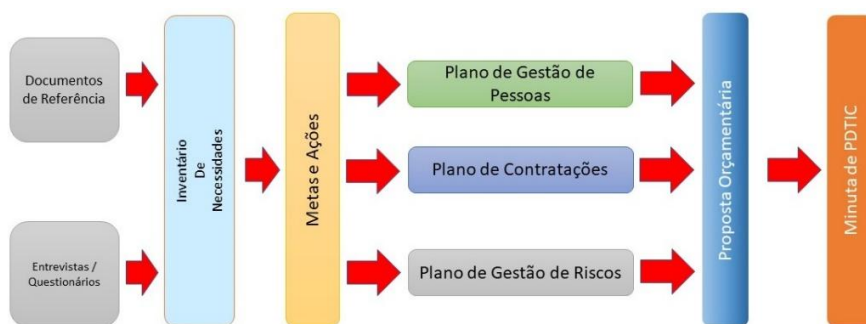 Documentos
de Referência
Entrevistas /
Questionários
Inventário
De
Necessidades
Metas e Ações
Plano de Gestão de
Pessoas
Plano de Contratações
Plano de Gestão de Riscos
Proposta Orçamentária
Minuta de PDTIC